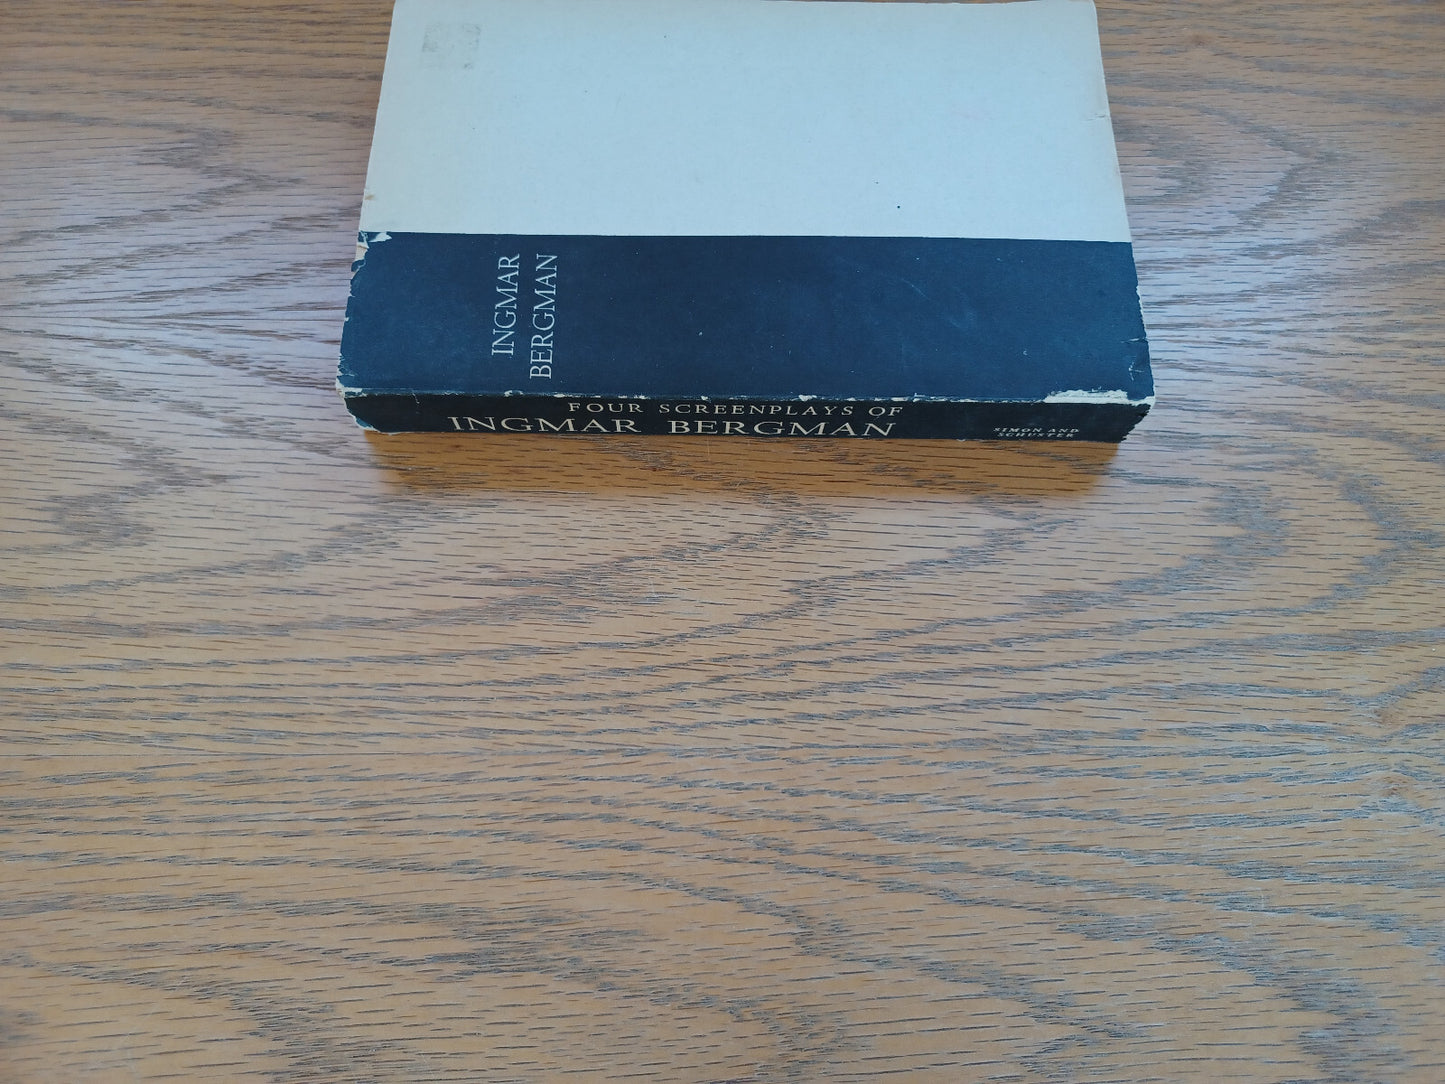 INGMAR
BERGMAN
FOUR SCREENPLAYS OF
INGMAR BERGMAN
SIMON AND
SCHUSTER